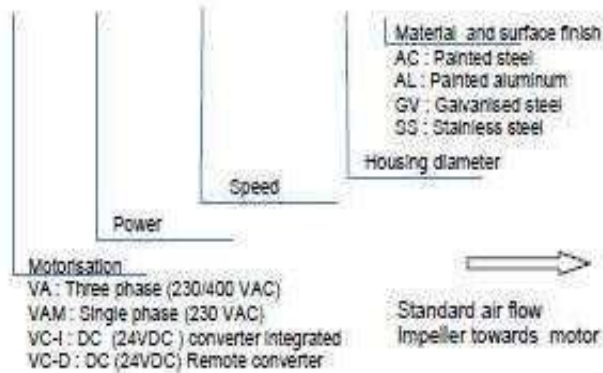 Material and surface finish
AC : Painted steel
AL : Painted aluminum
GV : Galvanised steel
SS : Stainless steel
Housing diameter
Speed
Power
Motorisation
VA : Three phase (230/400 VAC)
VAM : Single phase (230 VAC)
VC-I : DC (24VDC ) converter integrated
VC-D : DC (24VDC) Remote converter
Standard air flow
Impeller towards motor